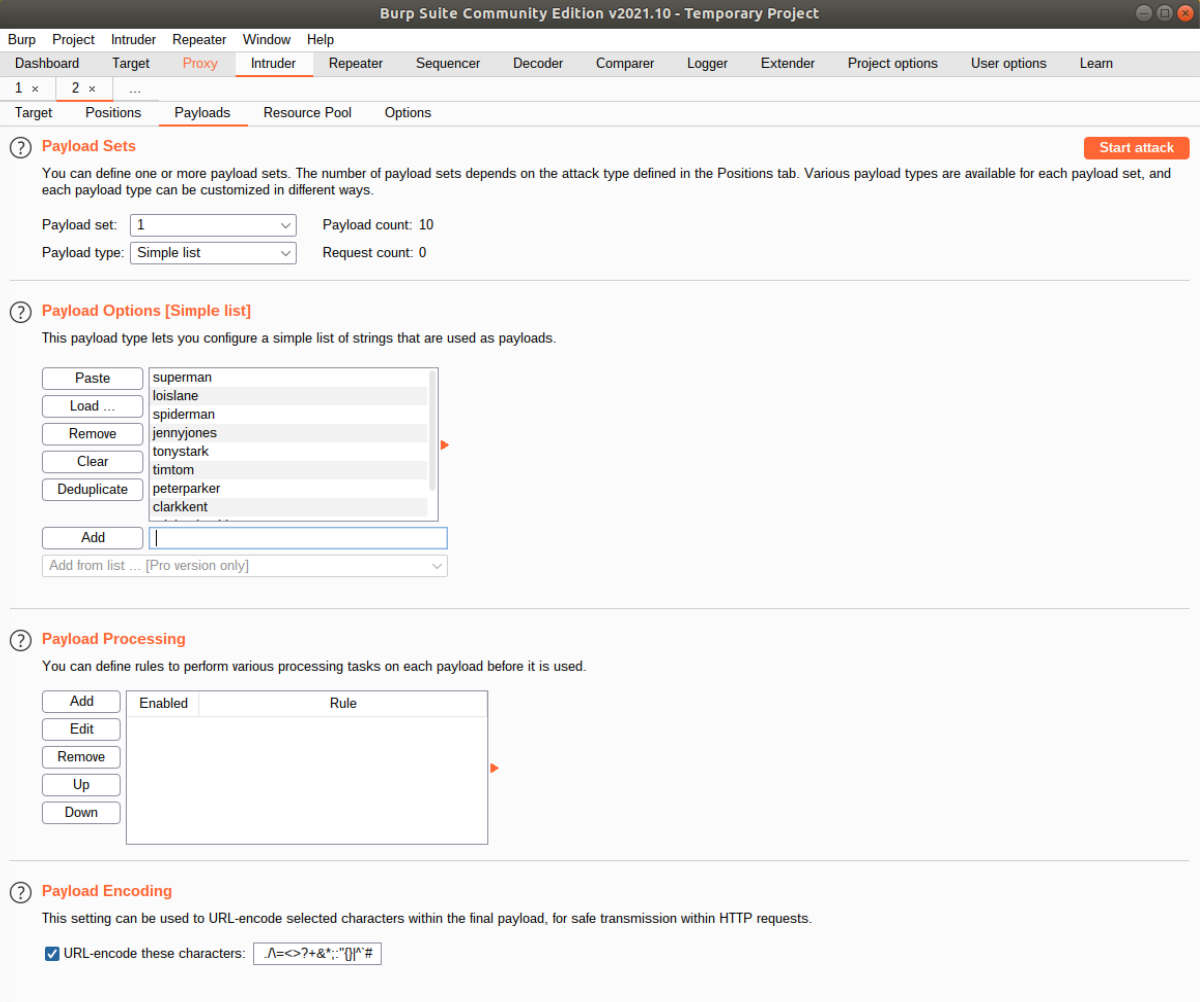 Burp Suite Community Edition v2021.10 - Temporary Project
Burp Project Intruder Repeater Window Help
Dashboard Target Proxy Intruder Repeater Sequencer Decoder Comparer Logger Extender Project options User options Learn
1 × 2 × ...
Target Positions Payloads Resource Pool Options
? Payload Sets
Start attack
You can define one or more payload sets. The number of payload sets depends on the attack type defined in the Positions tab. Various payload types are available for each payload set, and
each payload type can be customized in different ways.
Payload set: 1 Payload count: 10
Payload type: Simple list Request count: 0
? Payload Options [Simple list]
This payload type lets you configure a simple list of strings that are used as payloads.
Paste
Load ...
Remove
Clear
Deduplicate
superman
loislane
spiderman
jennyjones
tonystark
timtom
peterparker
clarkkent
Add
Add from list ... [Pro version only]
? Payload Processing
You can define rules to perform various processing tasks on each payload before it is used.
Add
Edit
Remove
Up
Down
Enabled Rule
? Payload Encoding
This setting can be used to URL-encode selected characters within the final payload, for safe transmission within HTTP requests.
URL-encode these characters: ./\=<>?+&*;:"{}|^`#